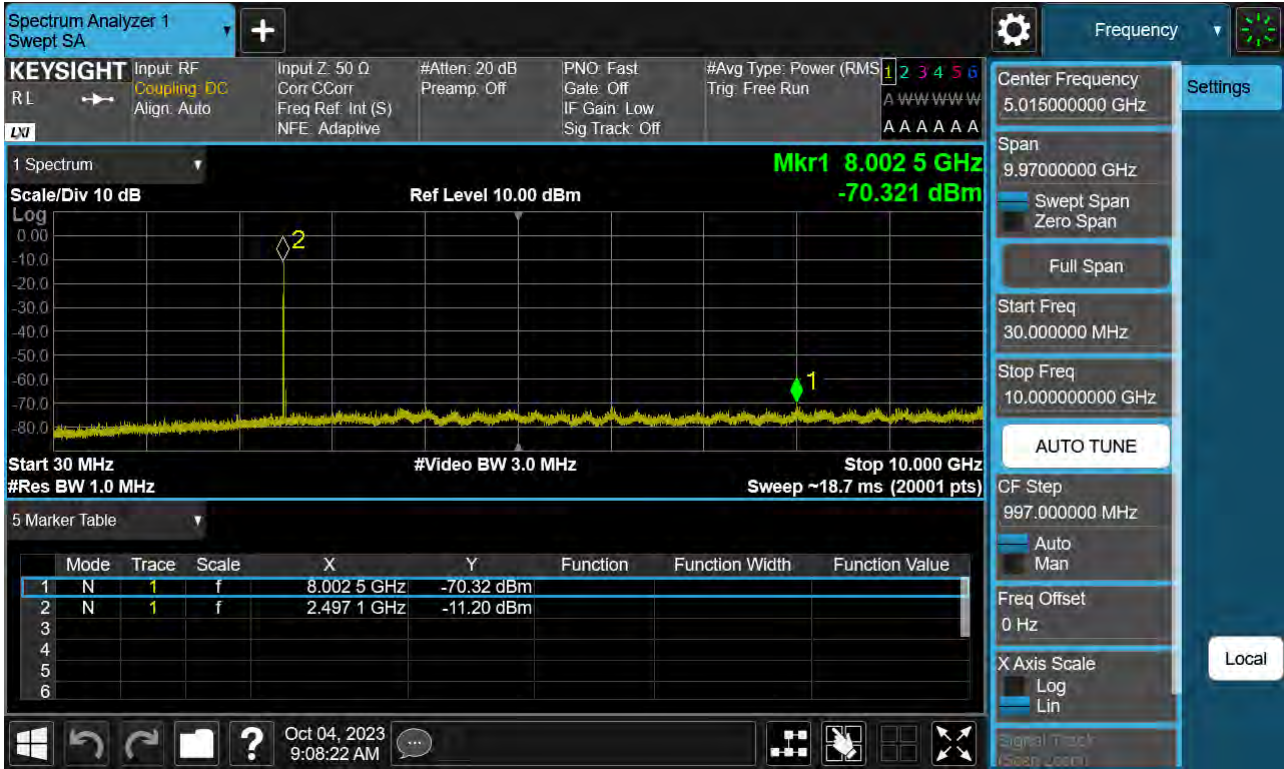 Spectrum Analyzer 1
Swept SA
+
Frequency
KEYSIGHT
RL
LXI
Input: RF
Coupling: DC
Align: Auto
Input Z: 50 Ω
Corr CCorr
Freq Ref: Int (S)
NFE: Adaptive
#Atten: 20 dB
Preamp: Off
PNO: Fast
Gate: Off
IF Gain: Low
Sig Track: Off
#Avg Type: Power (RMS
Trig: Free Run
1 2 3 4 5 6
A W W W W W
A A A A A A
1 Spectrum
Scale/Div 10 dB
Ref Level 10.00 dBm
Mkr1 8.002 5 GHz
-70.321 dBm
Log
0.00
-10.0
-20.0
-30.0
-40.0
-50.0
-60.0
-70.0
-80.0
2
1
Start 30 MHz
#Video BW 3.0 MHz
Stop 10.000 GHz
#Res BW 1.0 MHz
Sweep ~18.7 ms (20001 pts)
5 Marker Table
Mode Trace Scale X Y Function Function Width Function Value
1 N 1 f 8.002 5 GHz -70.32 dBm
2 N 1 f 2.497 1 GHz -11.20 dBm
3
4
5
6
Center Frequency
5.015000000 GHz
Settings
Span
9.97000000 GHz
Swept Span
Zero Span
Full Span
Start Freq
30.000000 MHz
Stop Freq
10.000000000 GHz
AUTO TUNE
CF Step
997.000000 MHz
Auto
Man
Freq Offset
0 Hz
X Axis Scale
Log
Lin
Local
Signal Track
(Span Zoom)
?
Oct 04, 2023
9:08:22 AM